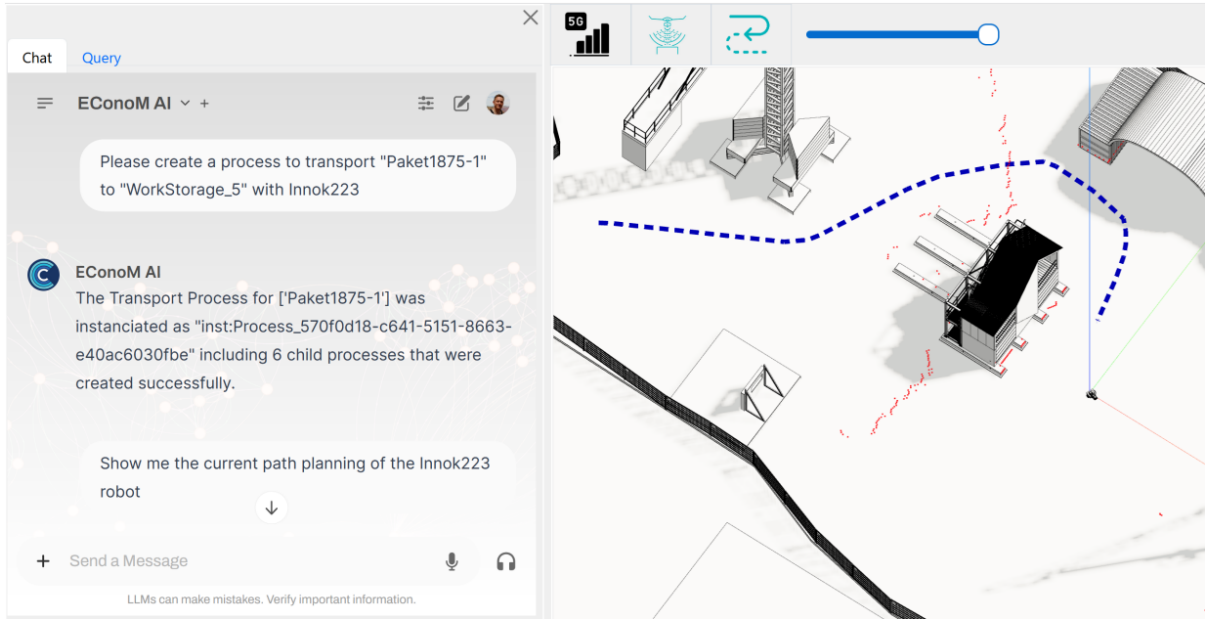 Chat
Query
EConoM AI
Please create a process to transport "Paket1875-1"
to "WorkStorage_5" with Innok223
EConoM AI
The Transport Process for ['Paket1875-1'] was
instanciated as "inst:Process_570f0d18-c641-5151-8663-
e40ac6030fbe" including 6 child processes that were
created successfully.
Show me the current path planning of the Innok223
robot
Send a Message
LLMs can make mistakes. Verify important information.
5G